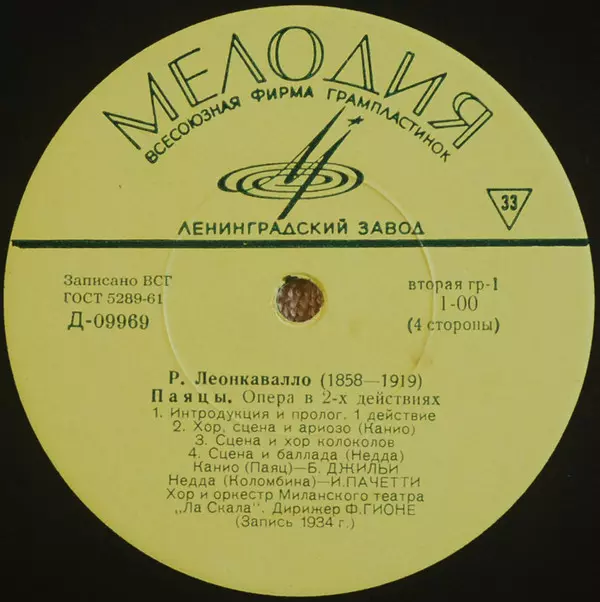 МЕЛОДИЯ
ВСЕСОЮЗНАЯ ФИРМА ГРАМПЛАСТИНОК
33
ЛЕНИНГРАДСКИЙ ЗАВОД
Записано ВСГ
ГОСТ 5289-61
Д-09969
вторая гр-1
1-00
(4 стороны)
Р. Леонкавалло (1858—1919)
Паяцы. Опера в 2-х действиях
1. Интродукция и пролог. 1 действие
2. Хор, сцена и ариозо (Канио)
3. Сцена и хор колоколов
4. Сцена и баллада (Недда)
Канио (Паяц)—Б. ДЖИЛЬИ
Недда (Коломбина)—И.ПАЧЕТТИ
Хор и оркестр Миланского театра
„Ла Скала". Дирижер Ф.ГИОНЕ
(Запись 1934 г.)